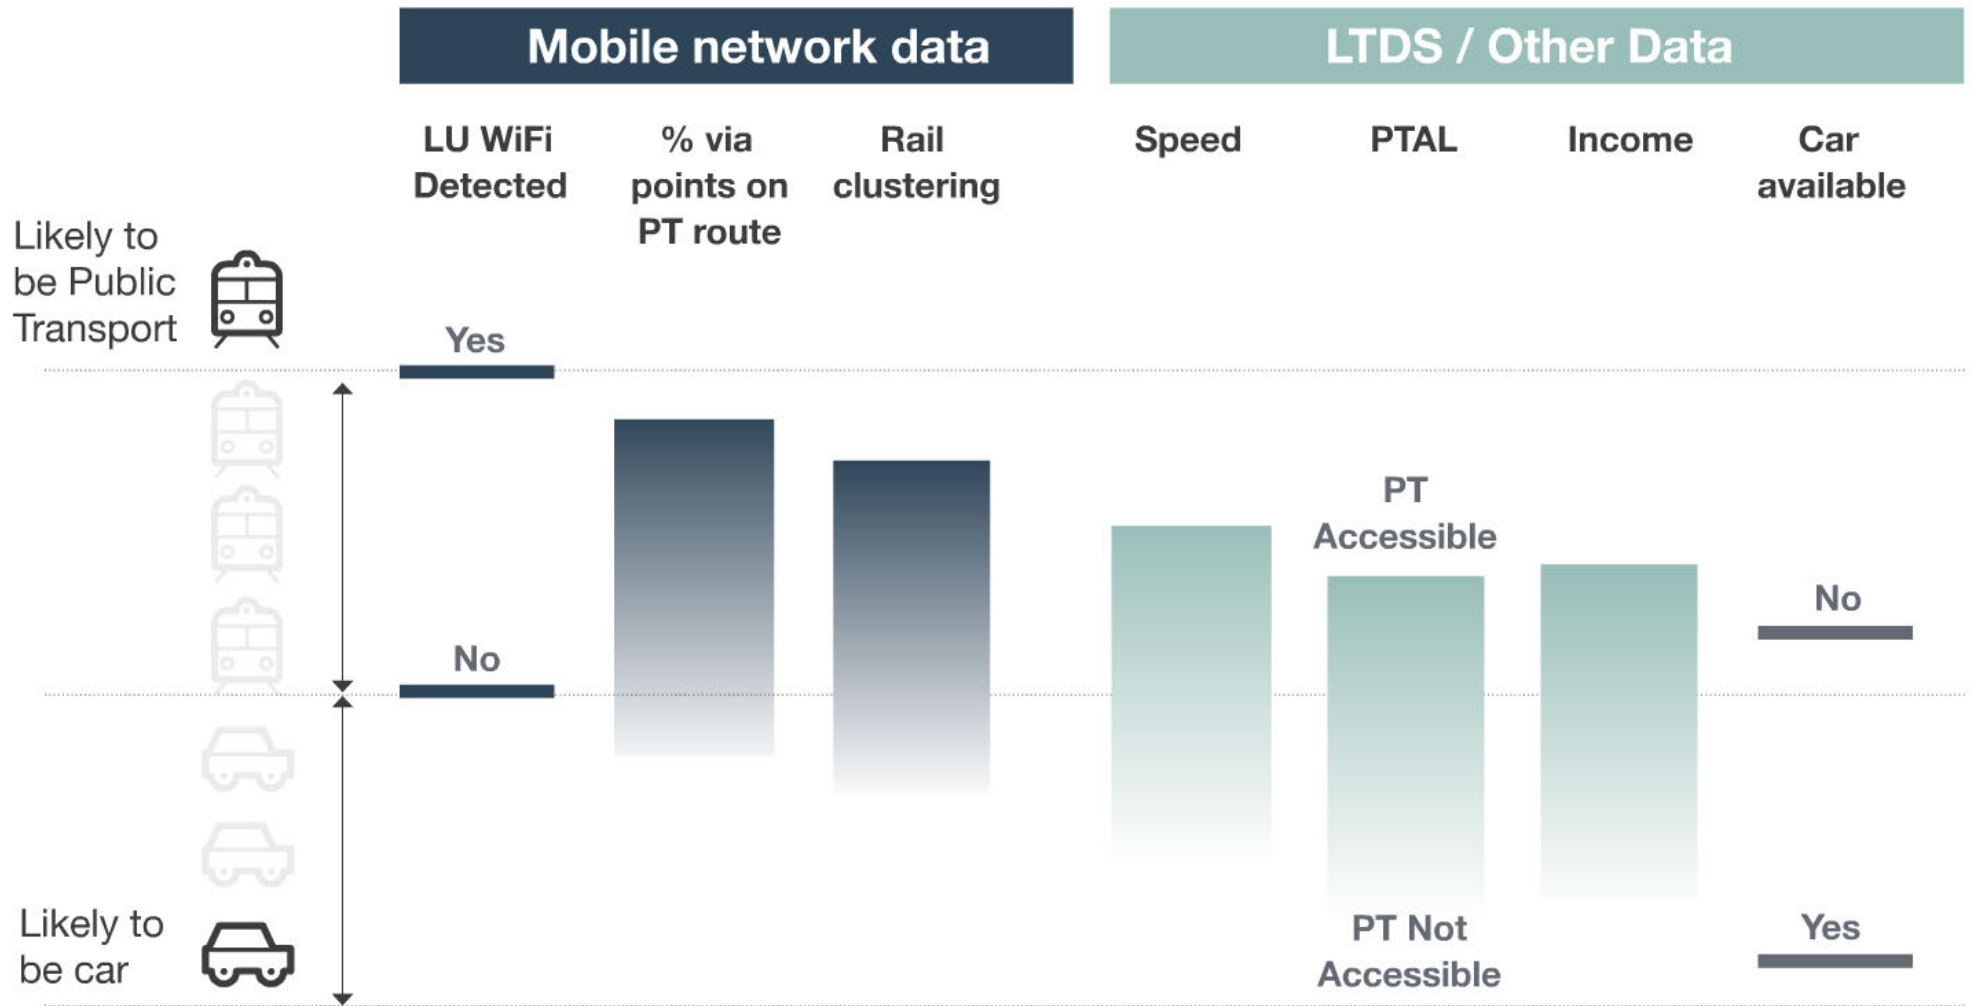 Mobile network data
LTDS / Other Data
LU WiFi
Detected
% via
points on
PT route
Rail
clustering
Speed
PTAL
Income
Car
available
Likely to
be Public
Transport
Yes
No
PT
Accessible
PT Not
Accessible
No
Yes
Likely to
be car